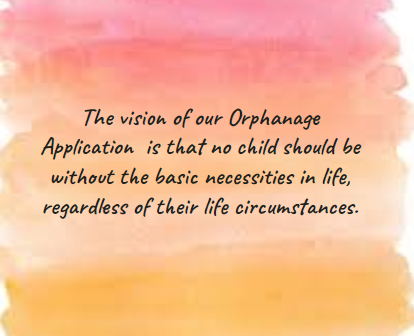 The vision of our Orphanage
Application is that no child should be
without the basic necessities in life,
regardless of their life circumstances.